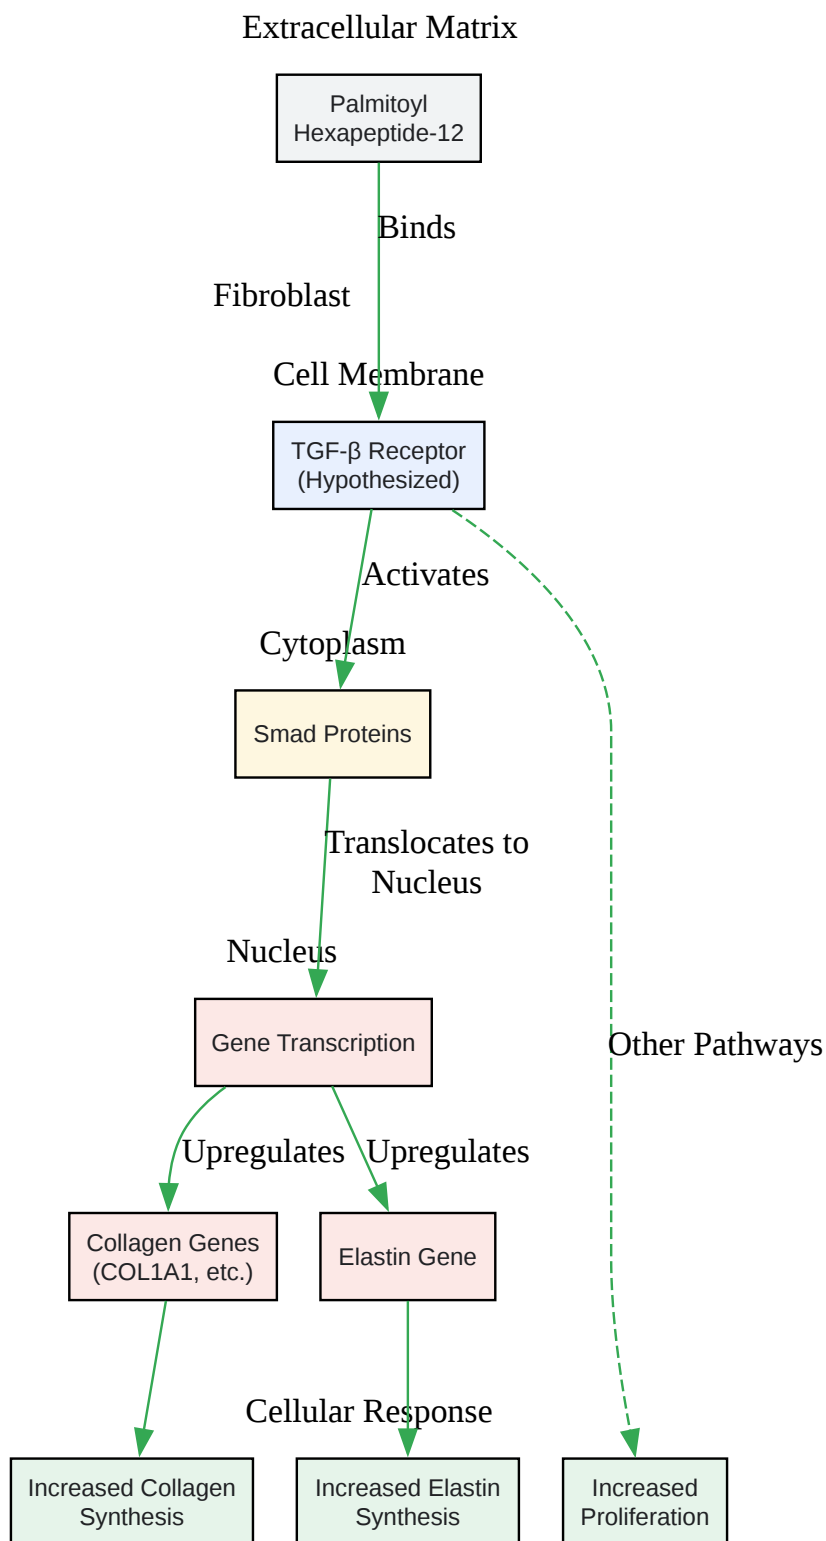 Extracellular Matrix
Palmitoyl
Hexapeptide-12
Binds
Fibroblast
Cell Membrane
TGF-β Receptor
(Hypothesized)
Activates
Cytoplasm
Smad Proteins
Translocates to
Nucleus
Nucleus
Gene Transcription
Other Pathways
Upregulates
Upregulates
Collagen Genes
(COL1A1, etc.)
Elastin Gene
Cellular Response
Increased Collagen
Synthesis
Increased Elastin
Synthesis
Increased
Proliferation